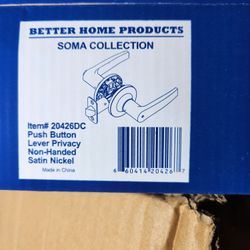 BETTER HOME PRODUCTS
SOMA COLLECTION
Item# 20426DC
Push Button
Lever Privacy
Non-Handed
Satin Nickel
Made in China
6 60414 20426 7